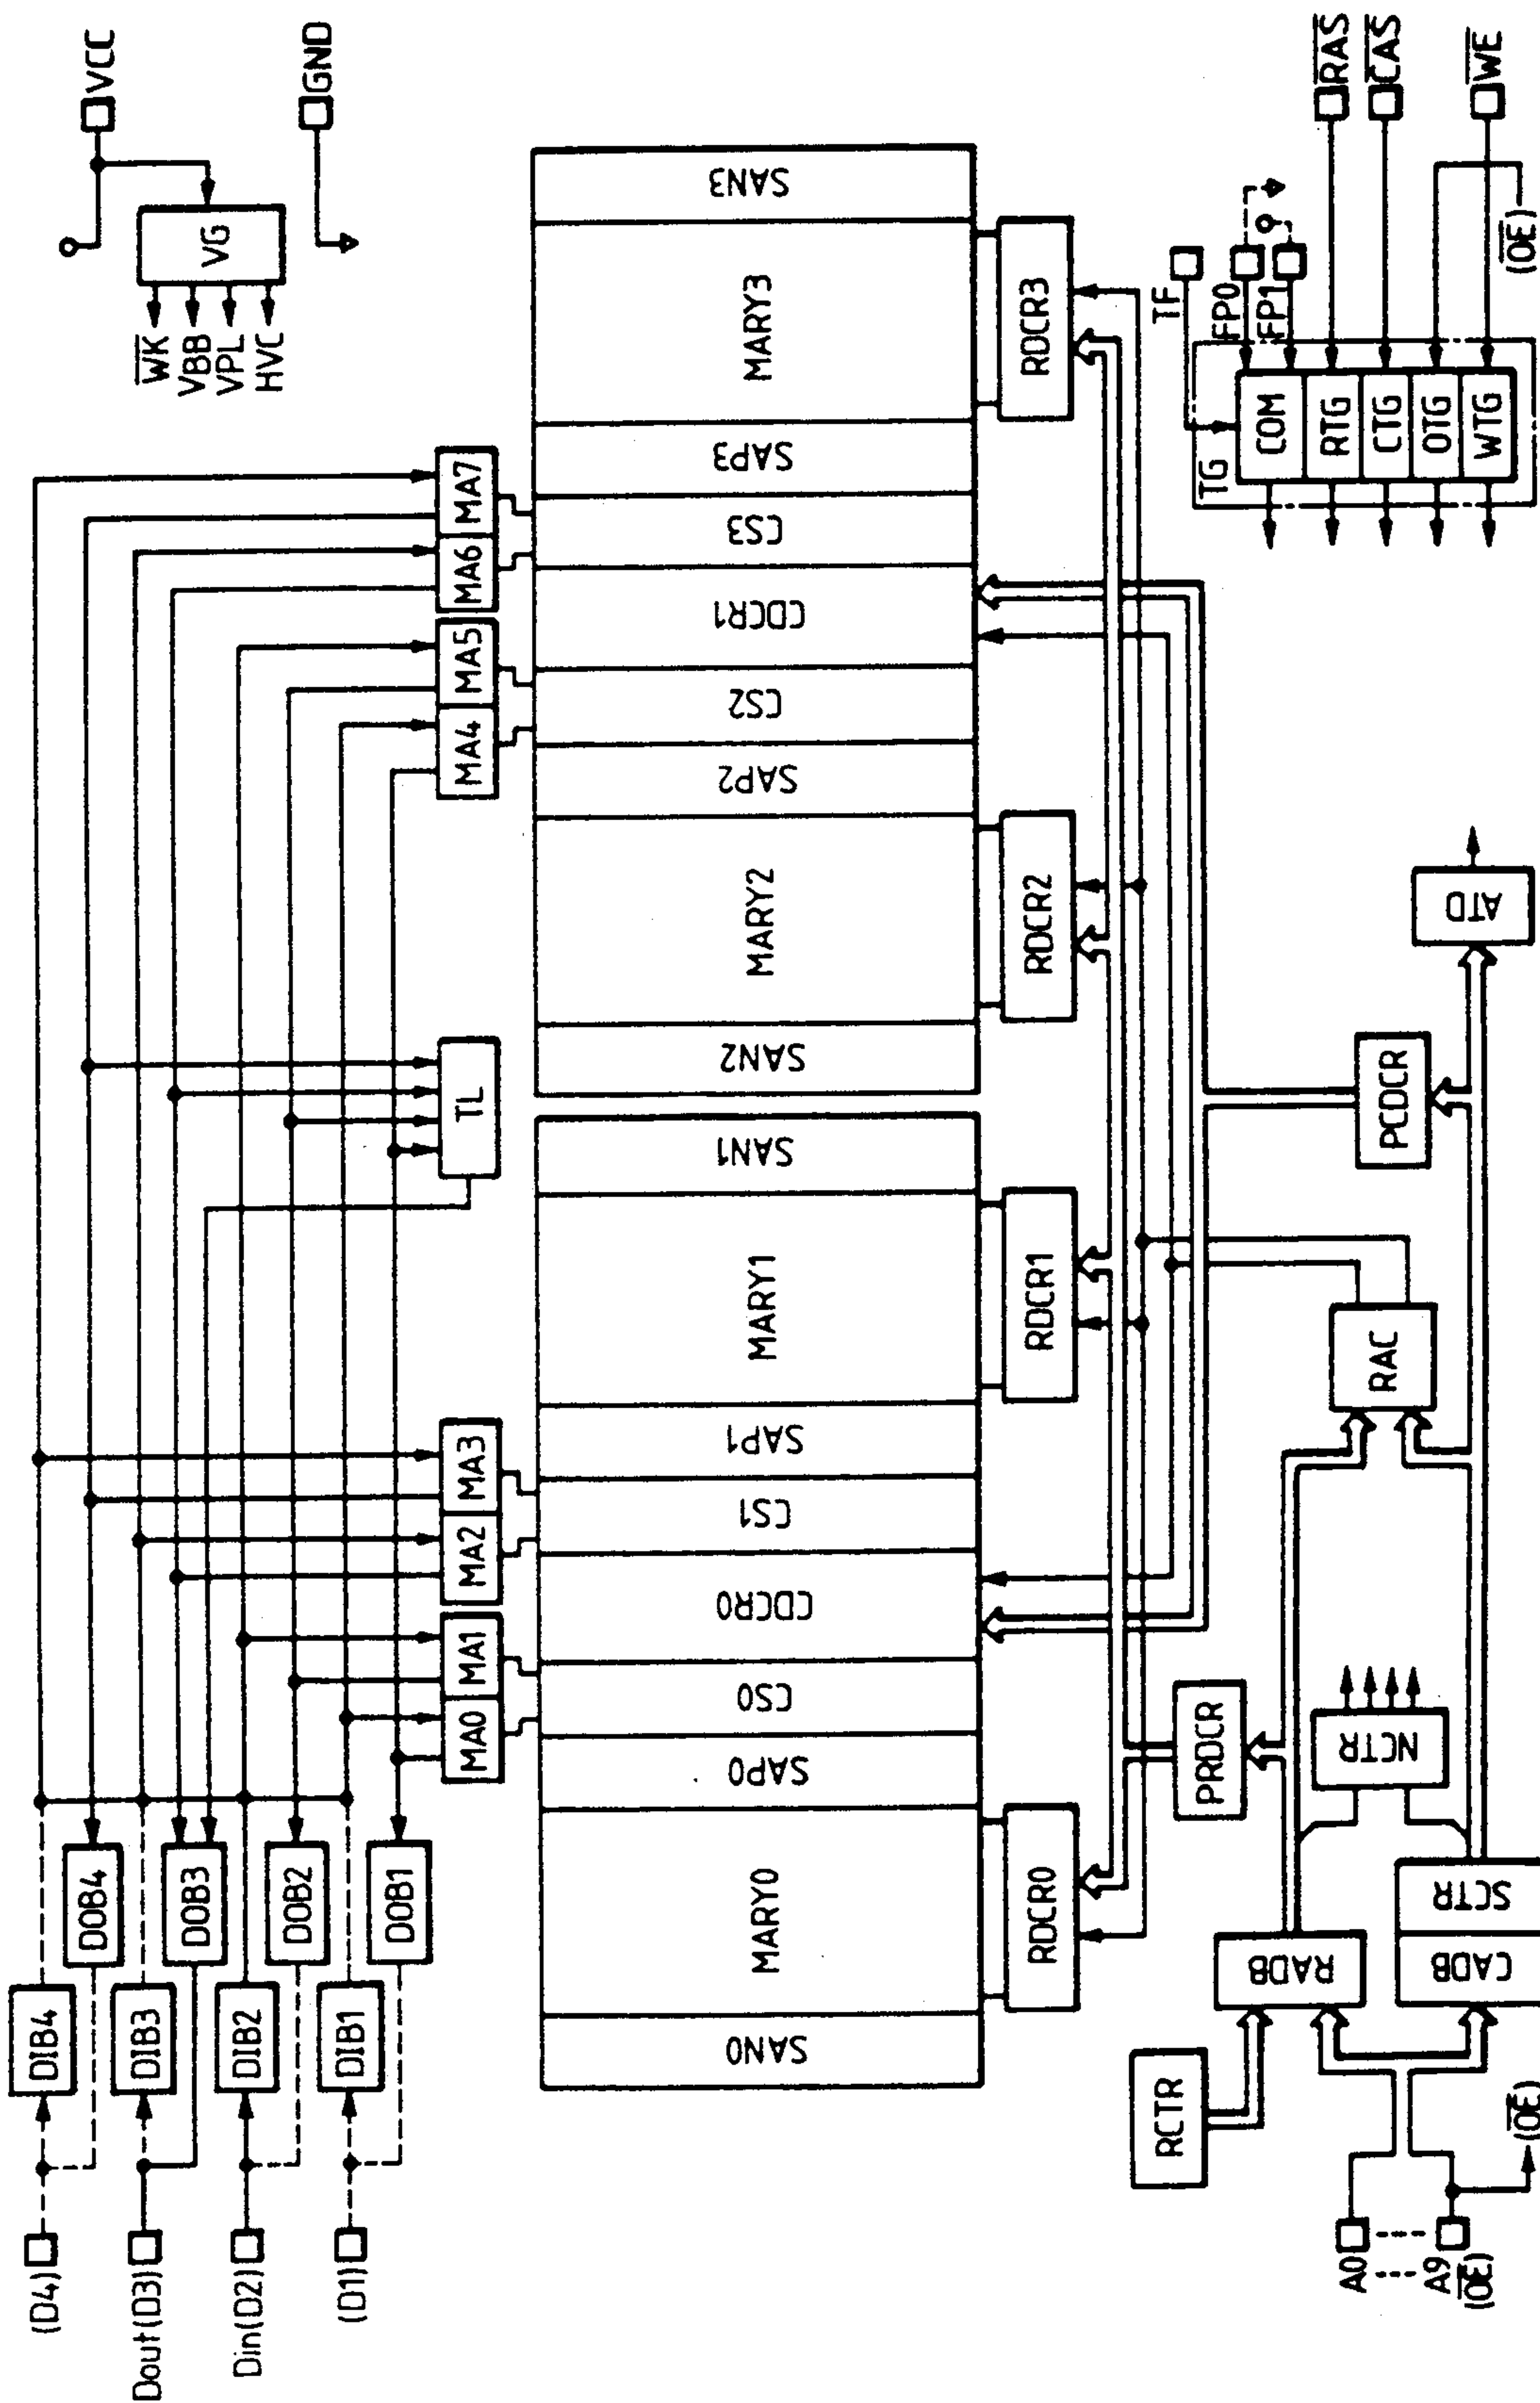 (D4)
DIB4
DOB4
Dout(D3)
DIB3
DOB3
Din(D2)
DIB2
DOB2
(D1)
DIB1
DOB1
TL
VCC
VG
WK
VBB
VPL
HVC
GND
MA0
MA1
MA2
MA3
MA4
MA5
MA6
MA7
SAN0
MARY0
SAP0
CS0
CDCR0
CS1
SAP1
MARY1
SAN1
SAN2
MARY2
SAP2
CS2
CDCR1
CS3
SAP3
MARY3
SAN3
RDCR0
RDCR1
RDCR2
RDCR3
RCTR
PRDCR
RADB
NCTR
RAC
PCDCR
CADB
SCTR
ATD
A0
A9
(OE)
(OE)
TF
FP0
FP1
TG
COM
RTG
CTG
OTG
WTG
RAS
CAS
WE
(OE)